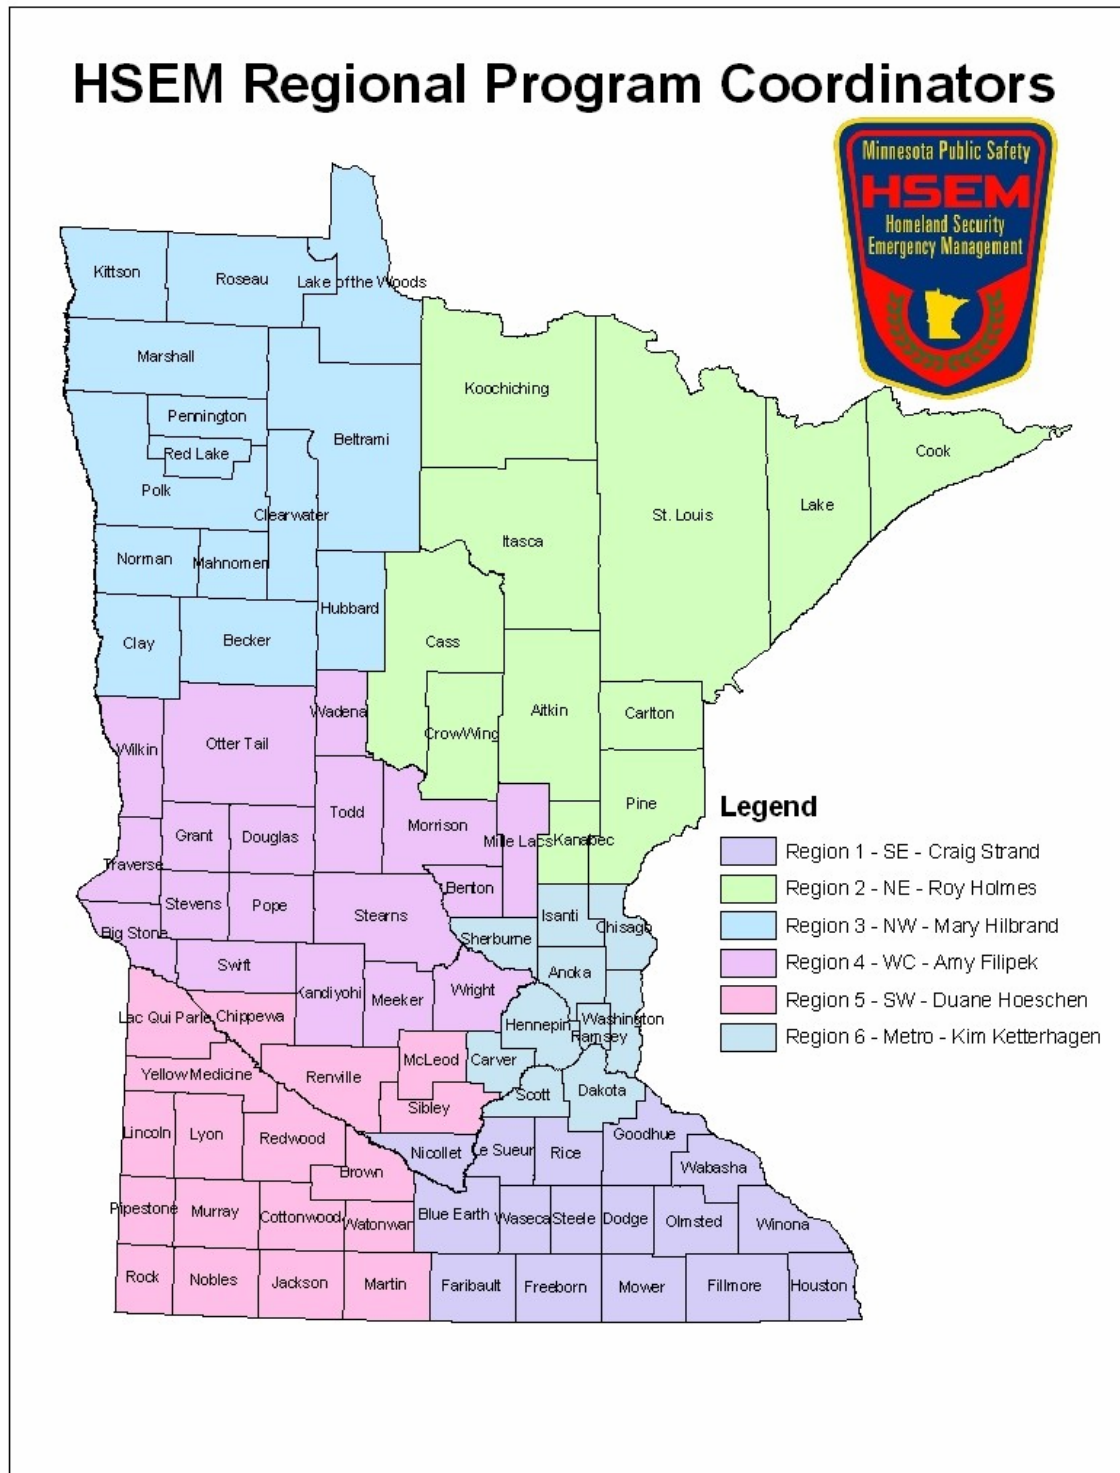 HSEM Regional Program Coordinators
Minnesota Public Safety
HSEM
Homeland Security
Emergency Management
Kittson
Roseau
Lake of the Woods
Marshall
Koochiching
Pennington
Beltrami
Red Lake
Cook
Polk
Clearwater
St. Louis
Lake
Itasca
Norman
Mahnomen
Hubbard
Clay
Becker
Cass
Wadena
Aitkin
Carlton
Crow Wing
Wilkin
Otter Tail
Pine
Todd
Morrison
Grant
Douglas
Mille Lacs
Kanabec
Traverse
Benton
Stevens
Pope
Stearns
Isanti
Chisago
Big Stone
Sherburne
Swift
Anoka
Kandiyohi
Meeker
Wright
Lac Qui Parle
Chippewa
Hennepin
Washington
Ramsey
McLeod
Carver
Yellow Medicine
Renville
Scott
Dakota
Sibley
Lincoln
Lyon
Redwood
Goodhue
Nicollet
Le Sueur
Rice
Brown
Wabasha
Pipestone
Murray
Cottonwood
Watonwan
Blue Earth
Waseca
Steele
Dodge
Olmsted
Winona
Rock
Nobles
Jackson
Martin
Faribault
Freeborn
Mower
Fillmore
Houston
Legend
Region 1 - SE - Craig Strand
Region 2 - NE - Roy Holmes
Region 3 - NW - Mary Hilbrand
Region 4 - WC - Amy Filipek
Region 5 - SW - Duane Hoeschen
Region 6 - Metro - Kim Ketterhagen